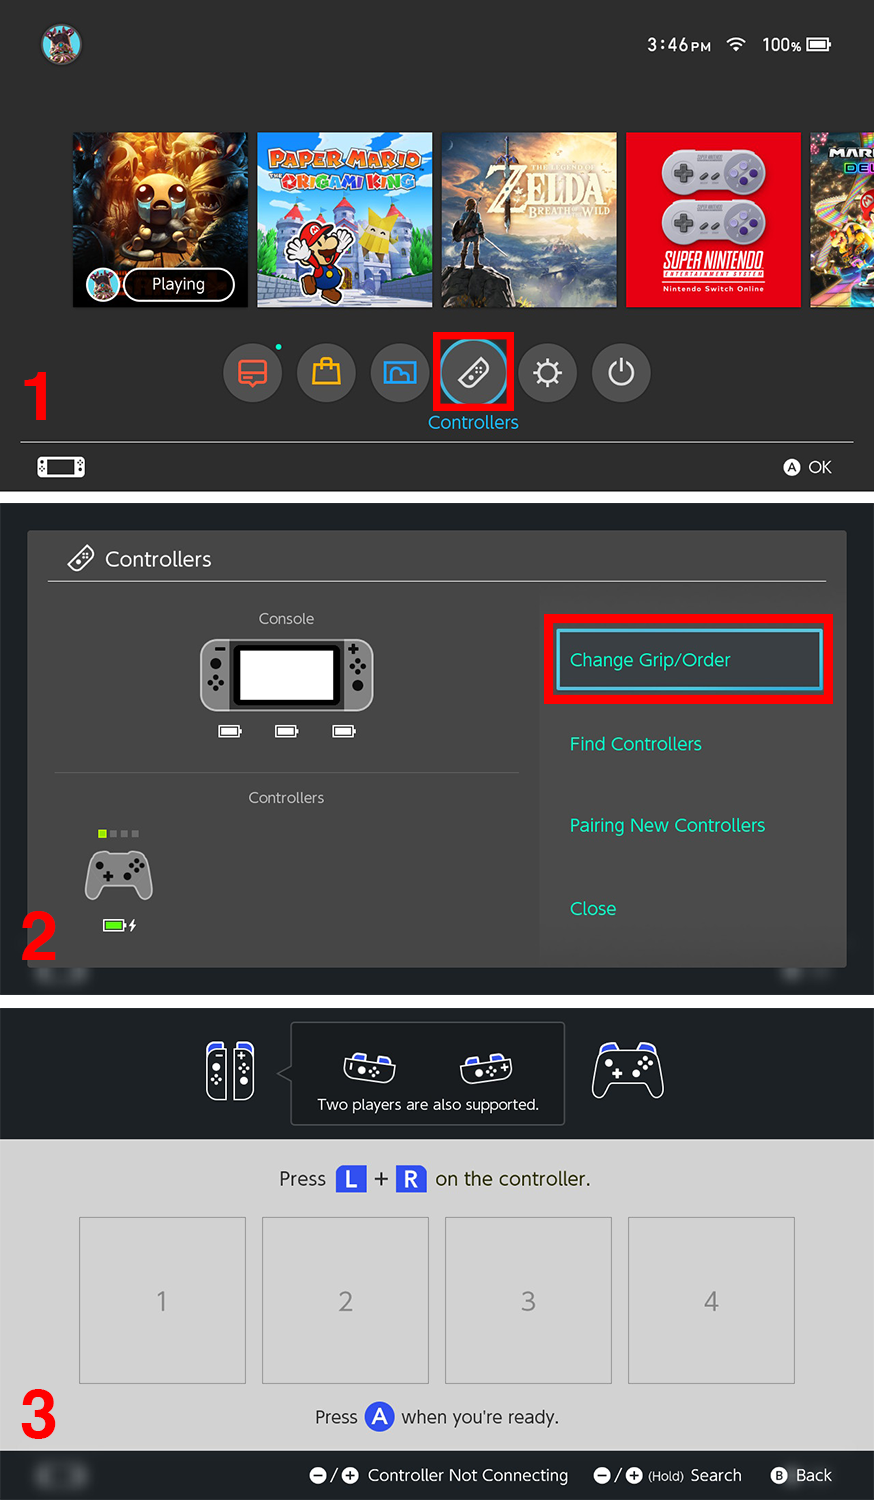 3:46 PM 100%
PAPER MARIO
THE ORIGAMI KING
THE LEGEND OF
ZELDA
BREATH OF THE WILD
SUPER NINTENDO
ENTERTAINMENT SYSTEM
Nintendo Switch Online
Playing
1
Controllers
A OK
Controllers
Console
Change Grip/Order
Find Controllers
Controllers
Pairing New Controllers
Close
2
Two players are also supported.
Press L + R on the controller.
1 2 3 4
Press A when you're ready.
3
−/+ Controller Not Connecting −/+ (Hold) Search B Back